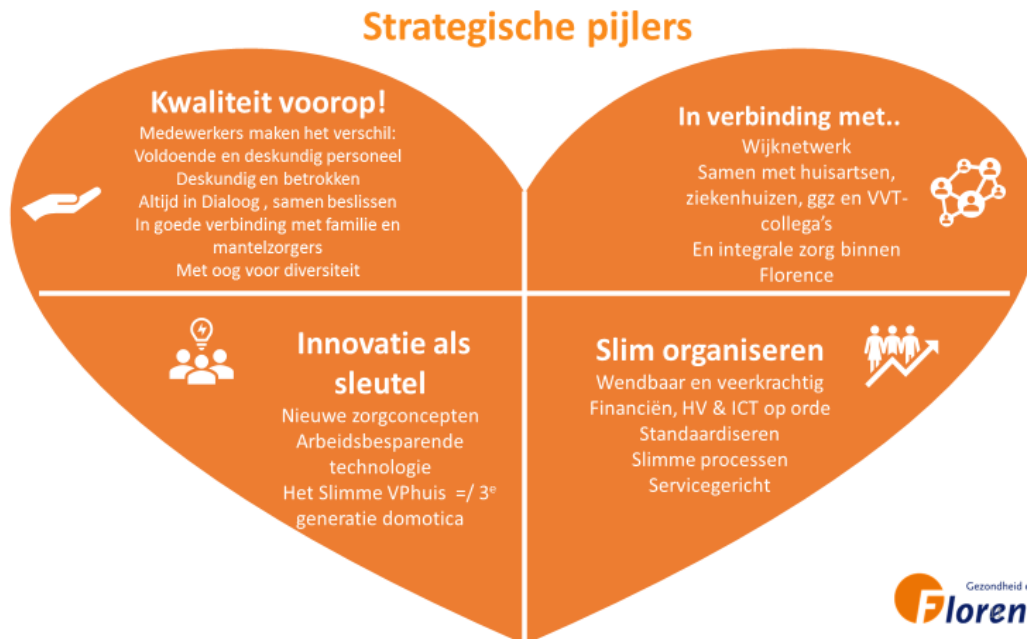 Strategische pijlers
Kwaliteit voorop!
Medewerkers maken het verschil:
Voldoende en deskundig personeel
Deskundig en betrokken
Altijd in Dialoog , samen beslissen
In goede verbinding met familie en
mantelzorgers
Met oog voor diversiteit
In verbinding met..
Wijknetwerk
Samen met huisartsen,
ziekenhuizen, ggz en VVT-
collega's
En integrale zorg binnen
Florence
Innovatie als
sleutel
Nieuwe zorgconcepten
Arbeidsbesparende
technologie
Het Slimme VPhuis =/ 3e
generatie domotica
Slim organiseren
Wendbaar en veerkrachtig
Financiën, HV & ICT op orde
Standaardiseren
Slimme processen
Servicegericht
Gezondheid
Floren